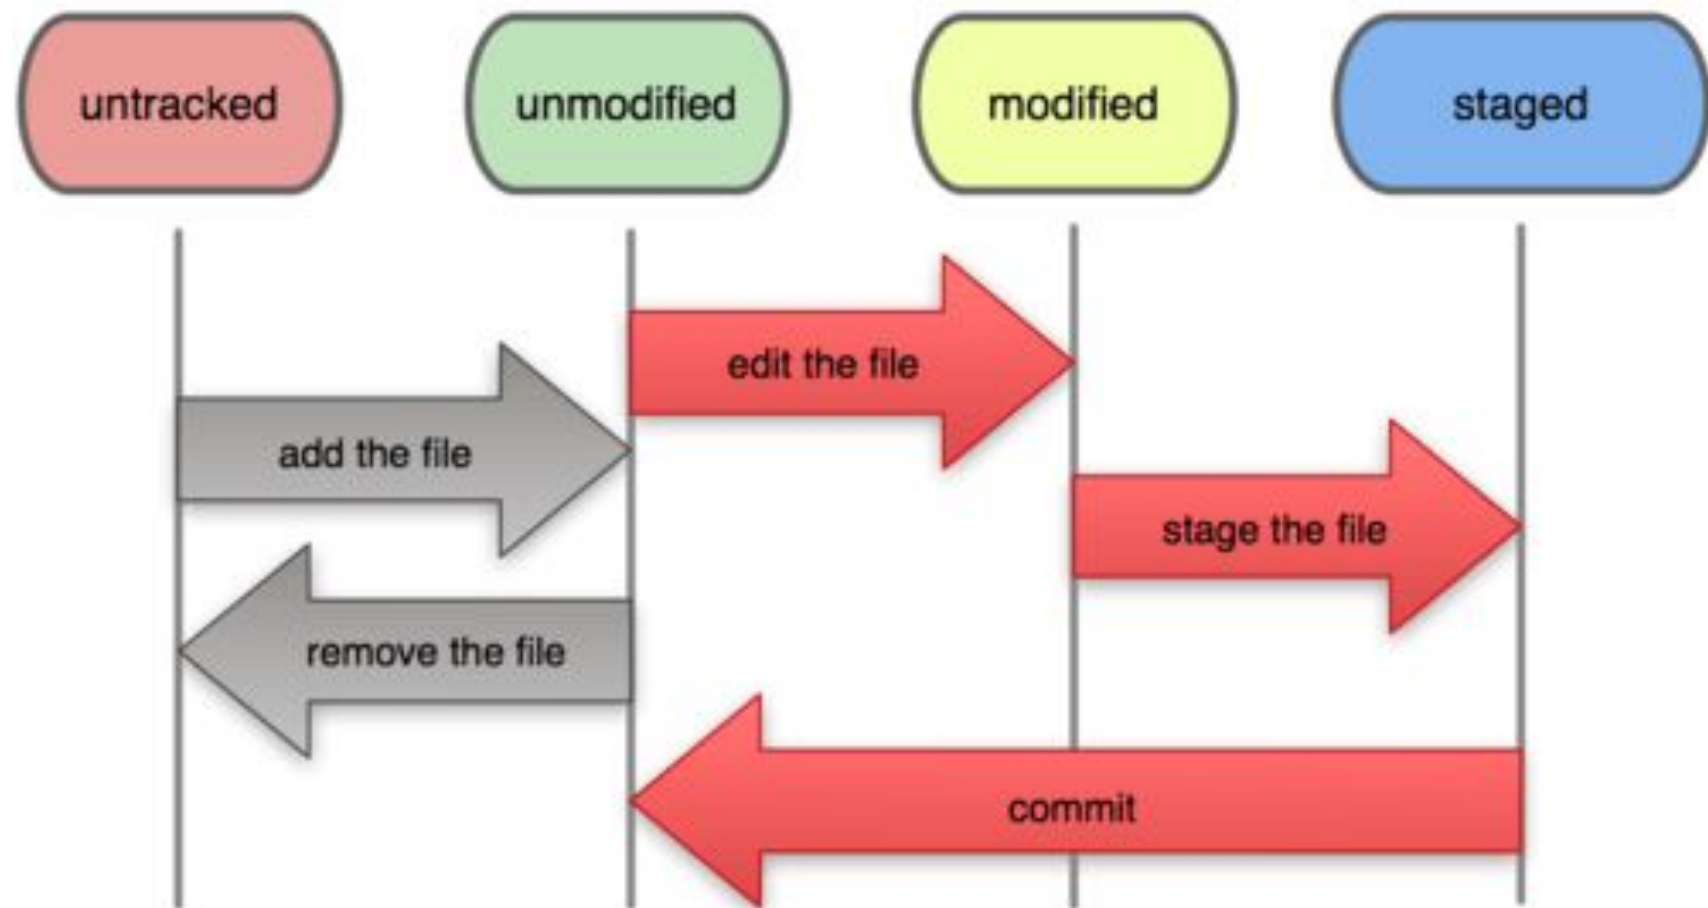 untracked
unmodified
modified
staged
edit the file
add the file
stage the file
remove the file
commit